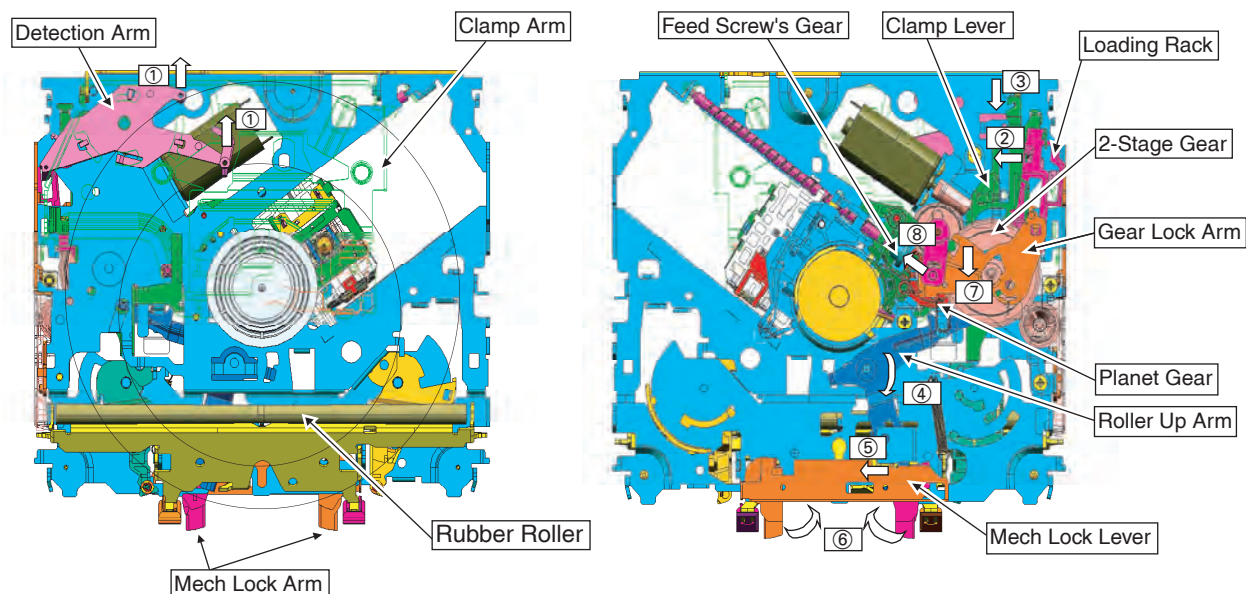 Detection Arm
Clamp Arm
①
①
Rubber Roller
Mech Lock Arm
Feed Screw's Gear
Clamp Lever
Loading Rack
③
②
2-Stage Gear
⑧
Gear Lock Arm
⑦
Planet Gear
④
Roller Up Arm
⑤
Mech Lock Lever
⑥